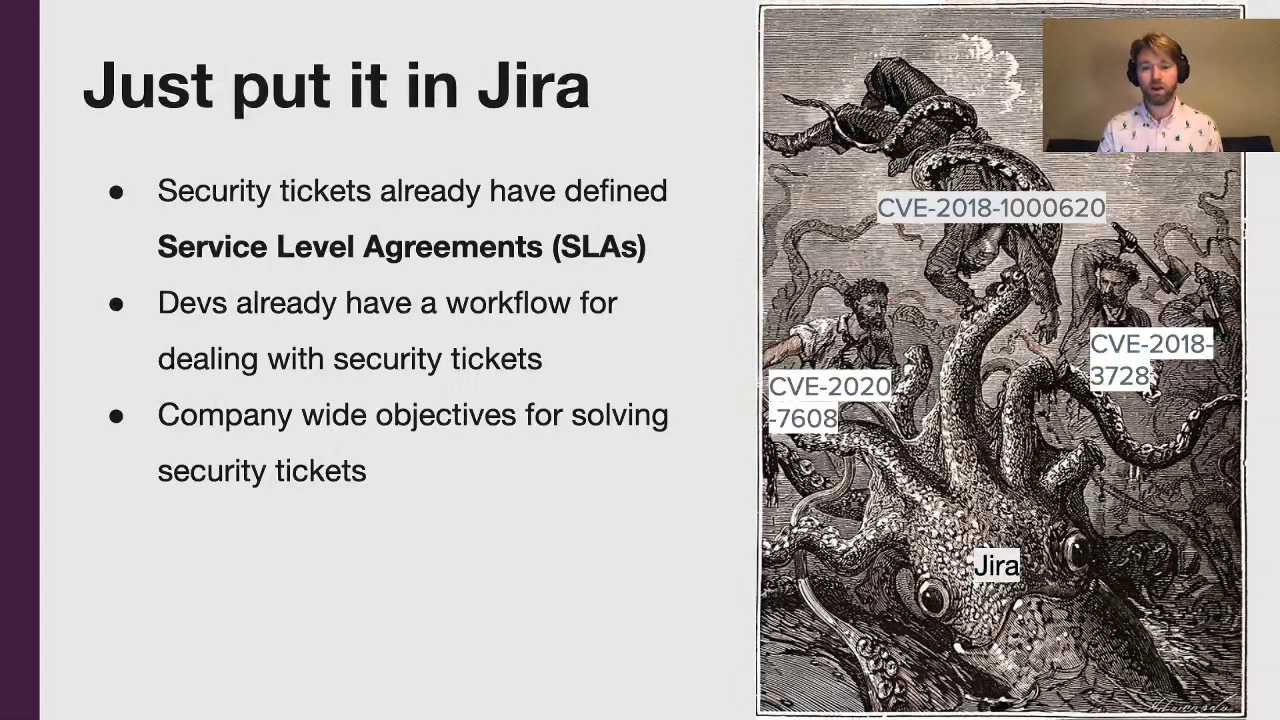 Just put it in Jira
● Security tickets already have defined
Service Level Agreements (SLAs)
● Devs already have a workflow for
dealing with security tickets
● Company wide objectives for solving
security tickets
CVE-2018-1000620
CVE-2018-
3728
CVE-2020
-7608
Jira